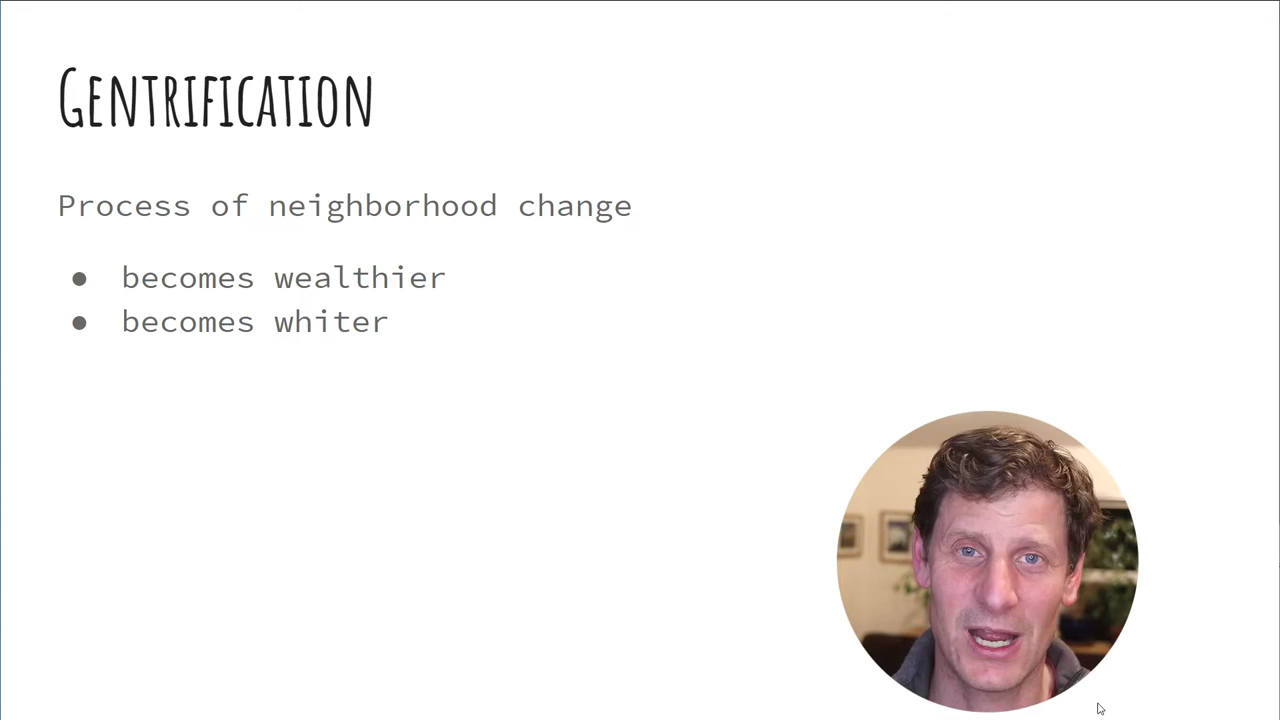 Gentrification
Process of neighborhood change
● becomes wealthier
● becomes whiter